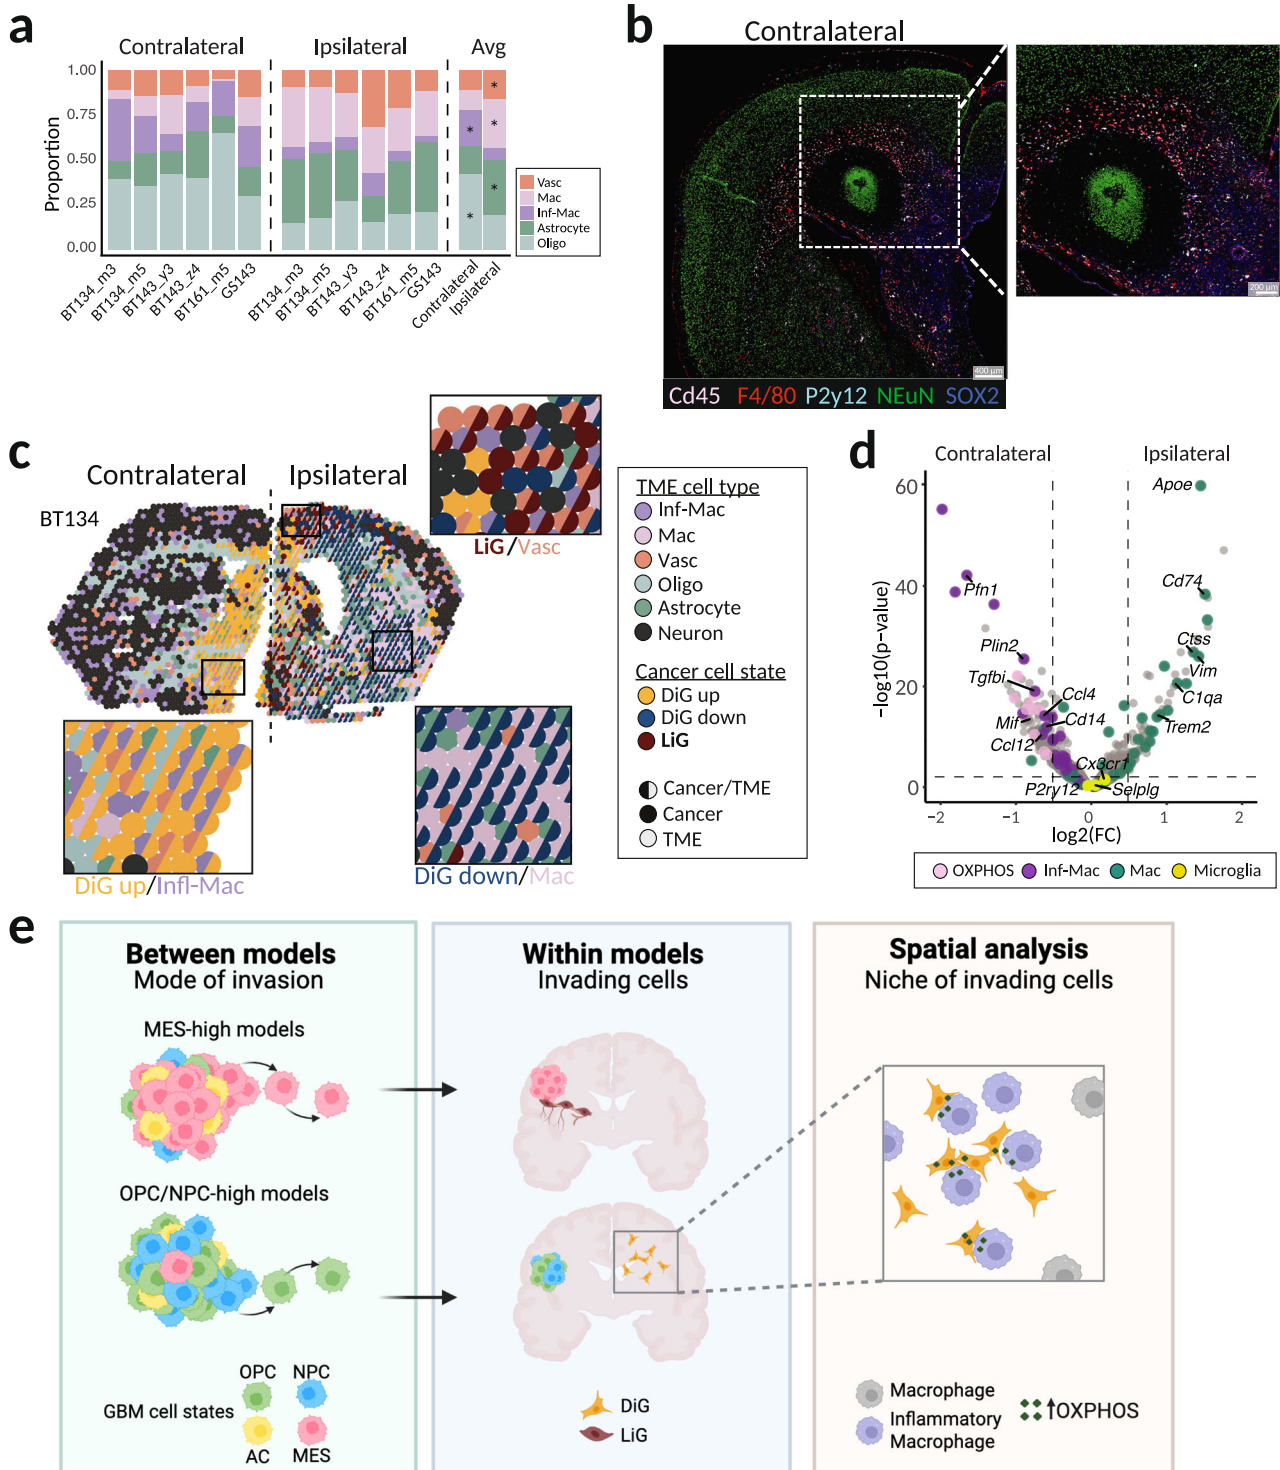 a
Contralateral
Ipsilateral
Avg
Proportion
1.00
0.75
0.50
0.25
0.00
*
*
*
*
*
Vasc
Mac
Inf-Mac
Astrocyte
Oligo
BT134_m3
BT134_m5
BT143_y3
BT143_z4
BT161_m5
GS143
BT134_m3
BT134_m5
BT143_y3
BT143_z4
BT161_m5
GS143
Contralateral
Ipsilateral
b
Contralateral
400 µm
200 µm
Cd45 F4/80 P2y12 NEuN SOX2
c
Contralateral
Ipsilateral
BT134
LiG/Vasc
DiG up/Infl-Mac
DiG down/Mac
TME cell type
Inf-Mac
Mac
Vasc
Oligo
Astrocyte
Neuron
Cancer cell state
DiG up
DiG down
LiG
Cancer/TME
Cancer
TME
d
Contralateral
Ipsilateral
−log10(p−value)
60
40
20
0
Apoe
Cd74
Ctss
Vim
C1qa
Trem2
Pfn1
Plin2
Tgfbi
Ccl4
Mif
Cd14
Ccl12
Cx3cr1
P2ry12
Selplg
−2
−1
0
1
2
log2(FC)
OXPHOS
Inf-Mac
Mac
Microglia
e
Between models
Mode of invasion
MES-high models
OPC/NPC-high models
GBM cell states
OPC
NPC
AC
MES
Within models
Invading cells
DiG
LiG
Spatial analysis
Niche of invading cells
Macrophage
Inflammatory
Macrophage
↑OXPHOS